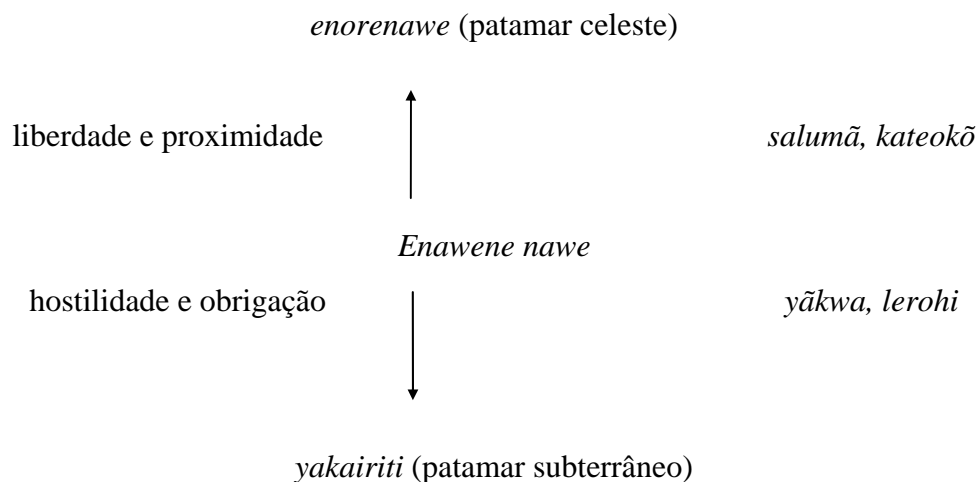 enorenawe (patamar celeste)
liberdade e proximidade
salumã, kateokõ
Enawene nawe
hostilidade e obrigação
yãkwa, lerohi
yakairiti (patamar subterrâneo)